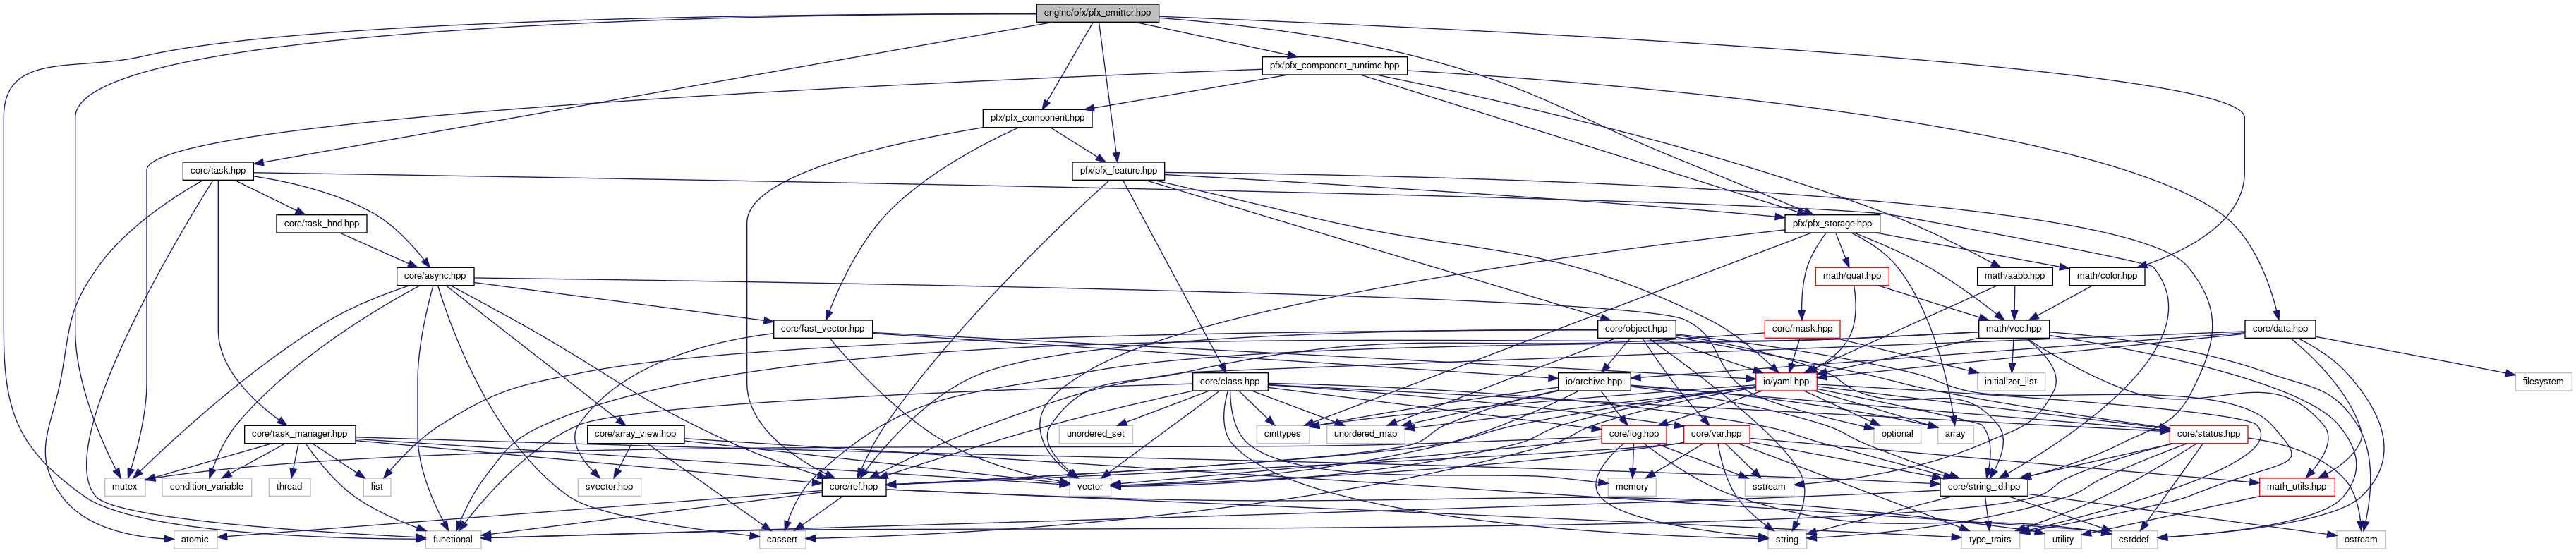 engine/pfx/pfx_emitter.hpp
pfx/pfx_component_runtime.hpp
pfx/pfx_component.hpp
core/task.hpp
pfx/pfx_feature.hpp
core/task_hnd.hpp
pfx/pfx_storage.hpp
core/async.hpp
math/quat.hpp
math/aabb.hpp
math/color.hpp
core/fast_vector.hpp
core/object.hpp
core/mask.hpp
math/vec.hpp
core/data.hpp
core/class.hpp
io/archive.hpp
io/yaml.hpp
initializer_list
filesystem
core/task_manager.hpp
core/array_view.hpp
unordered_set
cinttypes
unordered_map
core/log.hpp
core/var.hpp
optional
array
core/status.hpp
mutex
condition_variable
thread
list
svector.hpp
core/ref.hpp
vector
memory
sstream
core/string_id.hpp
math_utils.hpp
atomic
functional
cassert
string
type_traits
utility
cstddef
ostream